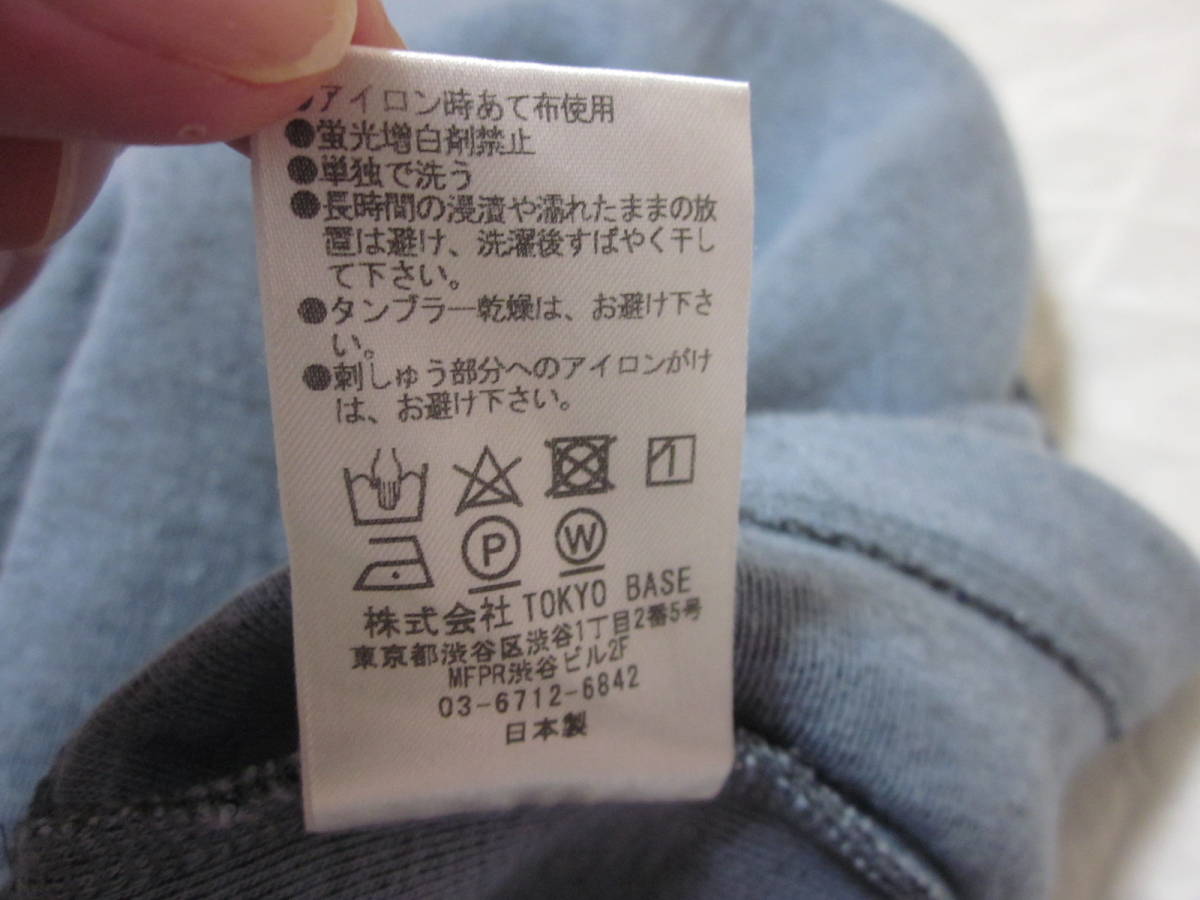 ●アイロン時あて布使用
●蛍光増白剤禁止
●単独で洗う
●長時間の浸漬や濡れたままの放
置は避け、洗濯後すばやく干し
て下さい。
●タンブラー乾燥は、お避け下さ
い。
●刺しゅう部分へのアイロンがけ
は、お避け下さい。
P W
株式会社 TOKYO BASE
東京都渋谷区渋谷1丁目2番5号
MFPR渋谷ビル2F
03-6712-6842
日本製